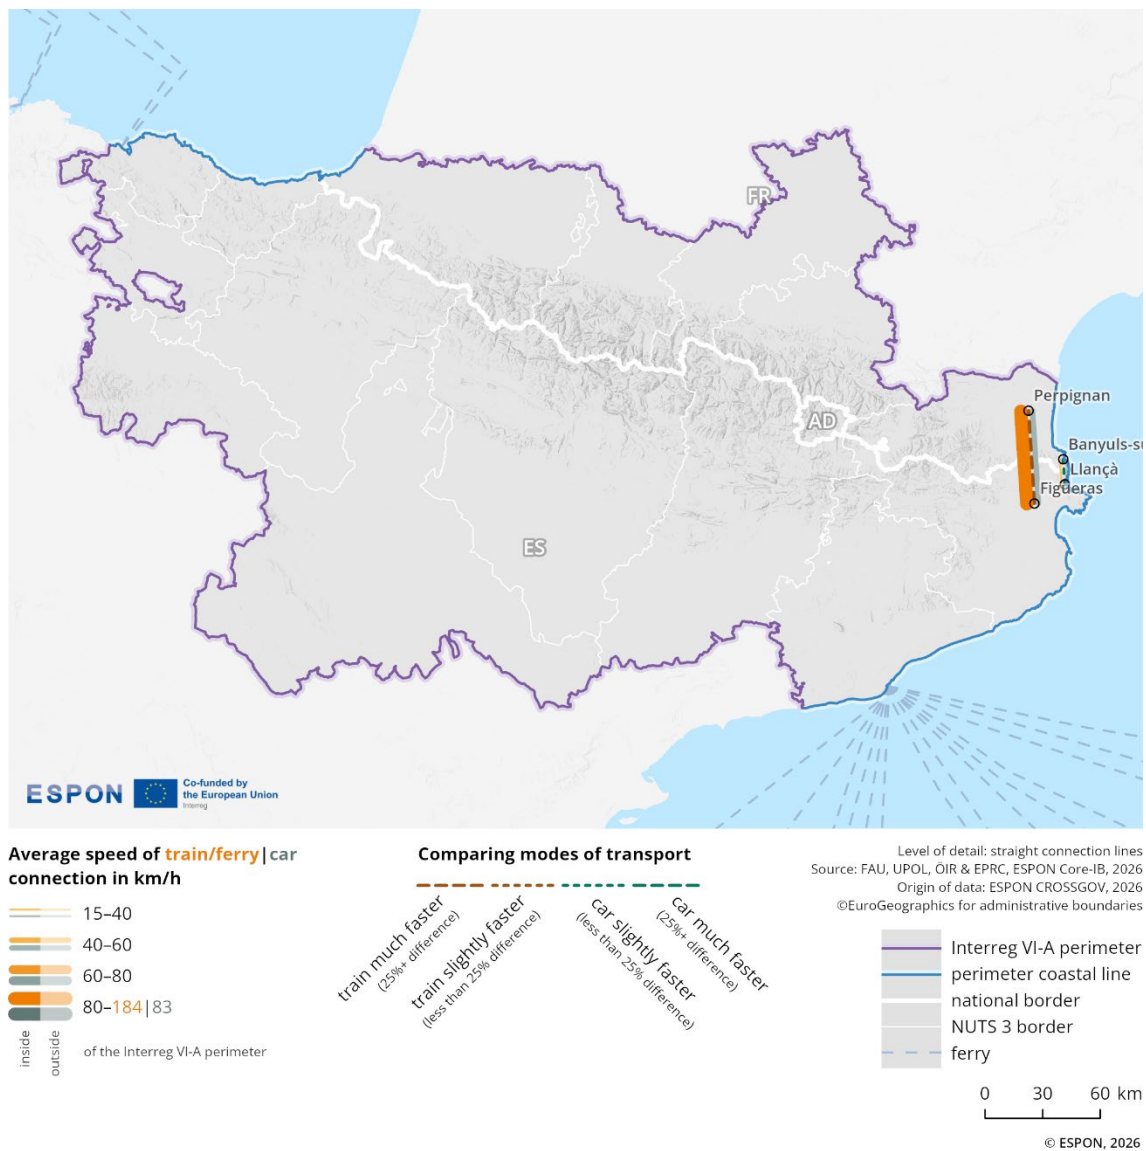 FR
Perpignan
AD
Banyuls-su
Llançà
Figueras
ES
ESPON
Co-funded by
the European Union
Interreg
Average speed of train/ferry|car
connection in km/h
15–40
40–60
60–80
80–184|83
inside
outside
of the Interreg VI-A perimeter
Comparing modes of transport
train much faster
(25%+ difference)
train slightly faster
(less than 25% difference)
car slightly faster
(less than 25% difference)
car much faster
(25%+ difference)
Level of detail: straight connection lines
Source: FAU, UPOL, ÖIR & EPRC, ESPON Core-IB, 2026
Origin of data: ESPON CROSSGOV, 2026
©EuroGeographics for administrative boundaries
Interreg VI-A perimeter
perimeter coastal line
national border
NUTS 3 border
ferry
0 30 60 km
© ESPON, 2026